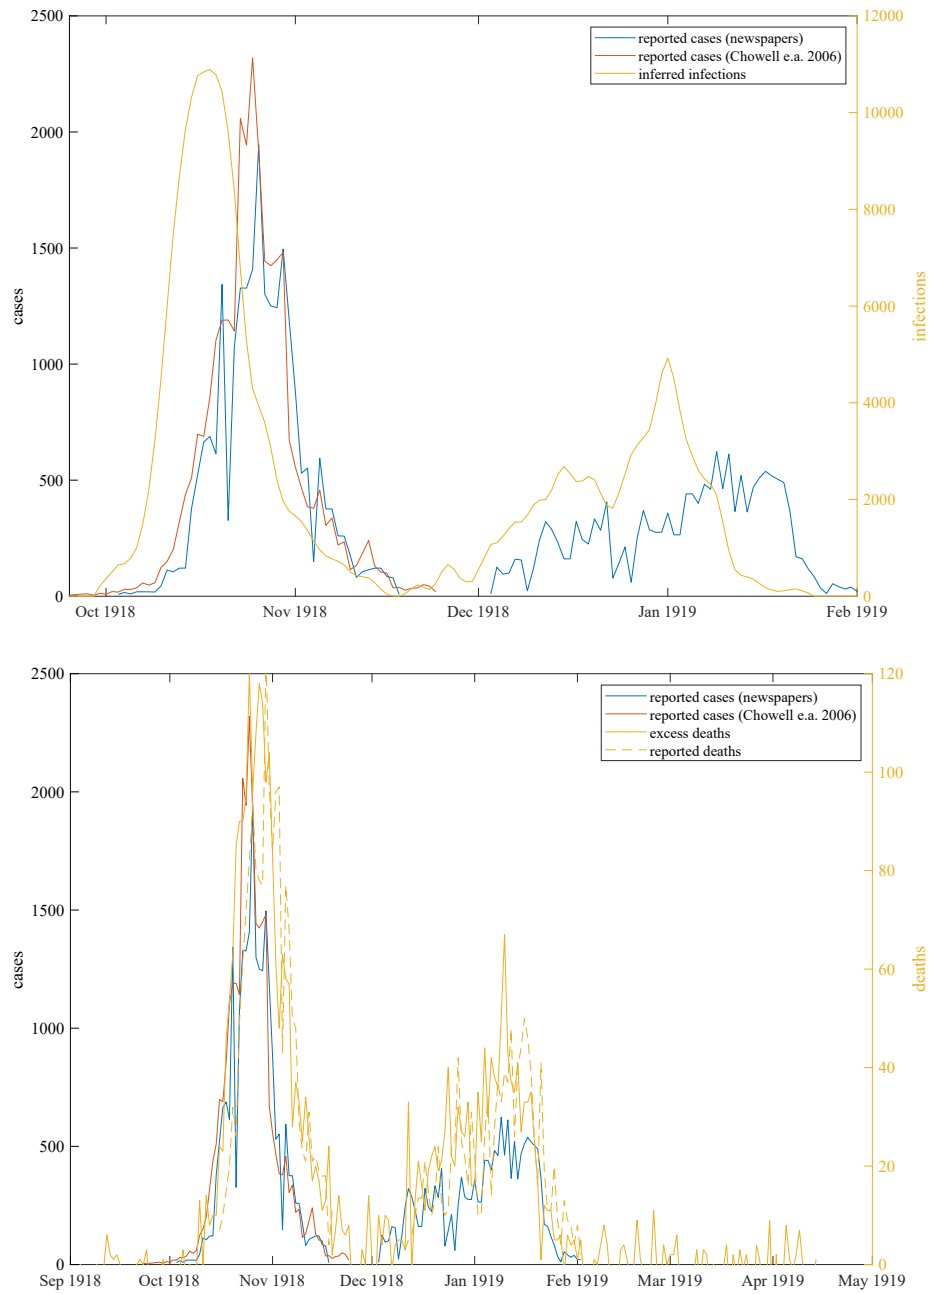 2500
2000
1500
1000
500
0
cases
12000
10000
8000
6000
4000
2000
0
infections
reported cases (newspapers)
reported cases (Chowell e.a. 2006)
inferred infections
Oct 1918
Nov 1918
Dec 1918
Jan 1919
Feb 1919
2500
2000
1500
1000
500
0
cases
120
100
80
60
40
20
0
deaths
reported cases (newspapers)
reported cases (Chowell e.a. 2006)
excess deaths
reported deaths
Sep 1918
Oct 1918
Nov 1918
Dec 1918
Jan 1919
Feb 1919
Mar 1919
Apr 1919
May 1919